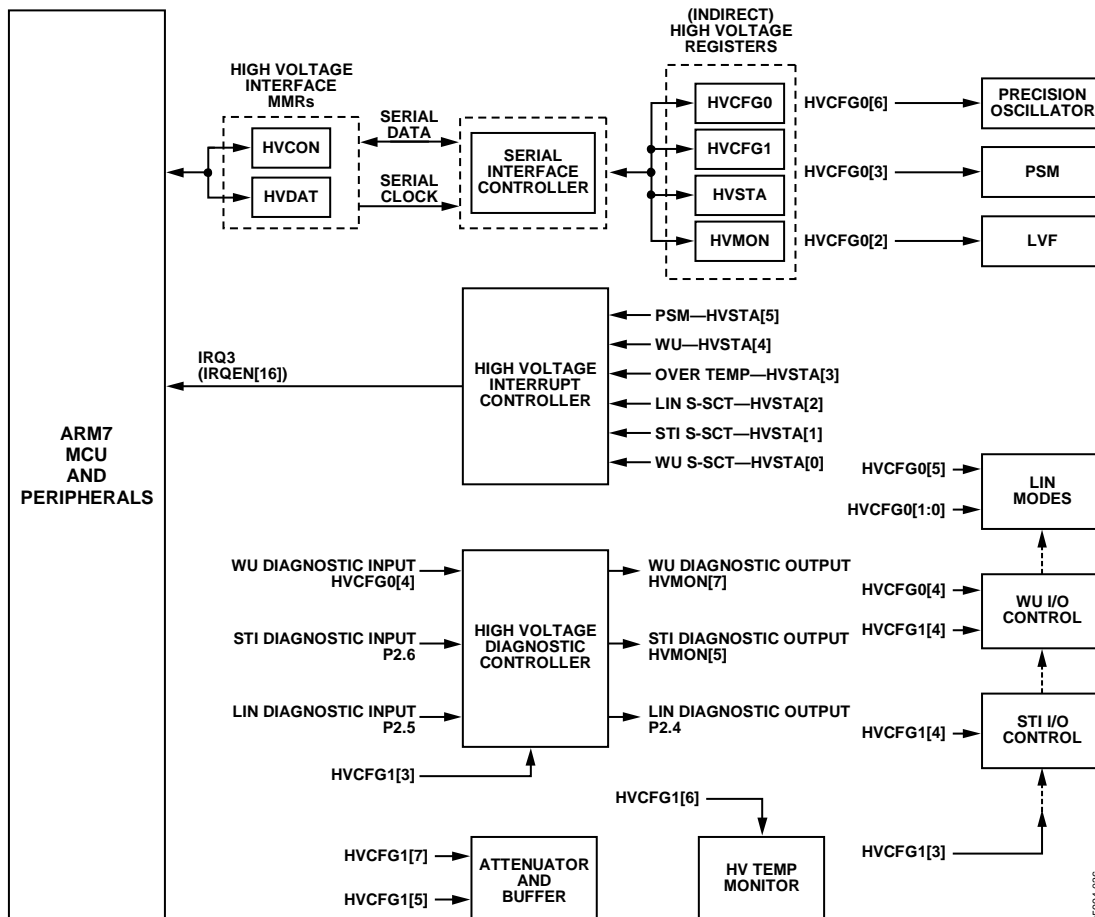 (INDIRECT)
HIGH VOLTAGE
REGISTERS
HIGH VOLTAGE
INTERFACE
MMRs
HVCON
HVDAT
SERIAL
DATA
SERIAL
CLOCK
SERIAL
INTERFACE
CONTROLLER
HVCFG0
HVCFG1
HVSTA
HVMON
HVCFG0[6]
PRECISION
OSCILLATOR
HVCFG0[3]
PSM
HVCFG0[2]
LVF
ARM7
MCU
AND
PERIPHERALS
IRQ3
(IRQEN[16])
HIGH VOLTAGE
INTERRUPT
CONTROLLER
PSM—HVSTA[5]
WU—HVSTA[4]
OVER TEMP—HVSTA[3]
LIN S-SCT—HVSTA[2]
STI S-SCT—HVSTA[1]
WU S-SCT—HVSTA[0]
HVCFG0[5]
HVCFG0[1:0]
LIN
MODES
WU DIAGNOSTIC INPUT
HVCFG0[4]
STI DIAGNOSTIC INPUT
P2.6
LIN DIAGNOSTIC INPUT
P2.5
HIGH VOLTAGE
DIAGNOSTIC
CONTROLLER
WU DIAGNOSTIC OUTPUT
HVMON[7]
STI DIAGNOSTIC OUTPUT
HVMON[5]
LIN DIAGNOSTIC OUTPUT
P2.4
HVCFG0[4]
HVCFG1[4]
WU I/O
CONTROL
HVCFG1[4]
STI I/O
CONTROL
HVCFG1[3]
HVCFG1[6]
HV TEMP
MONITOR
HVCFG1[3]
HVCFG1[7]
HVCFG1[5]
ATTENUATOR
AND
BUFFER